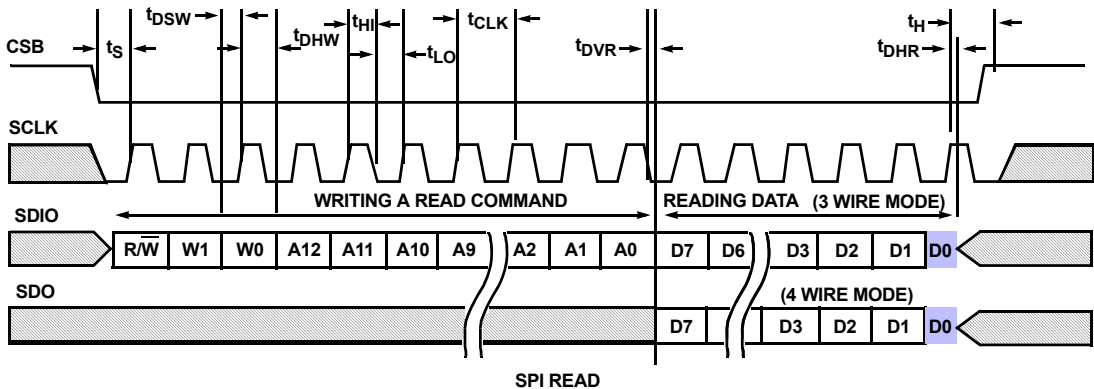 tDSW tHI tCLK tH
CSB tS tDHW tLO tDVR tDHR
SCLK
WRITING A READ COMMAND READING DATA (3 WIRE MODE)
SDIO
R/W̅ W1 W0 A12 A11 A10 A9 A2 A1 A0 D7 D6 D3 D2 D1 D0
SDO (4 WIRE MODE)
D7 D3 D2 D1 D0
SPI READ